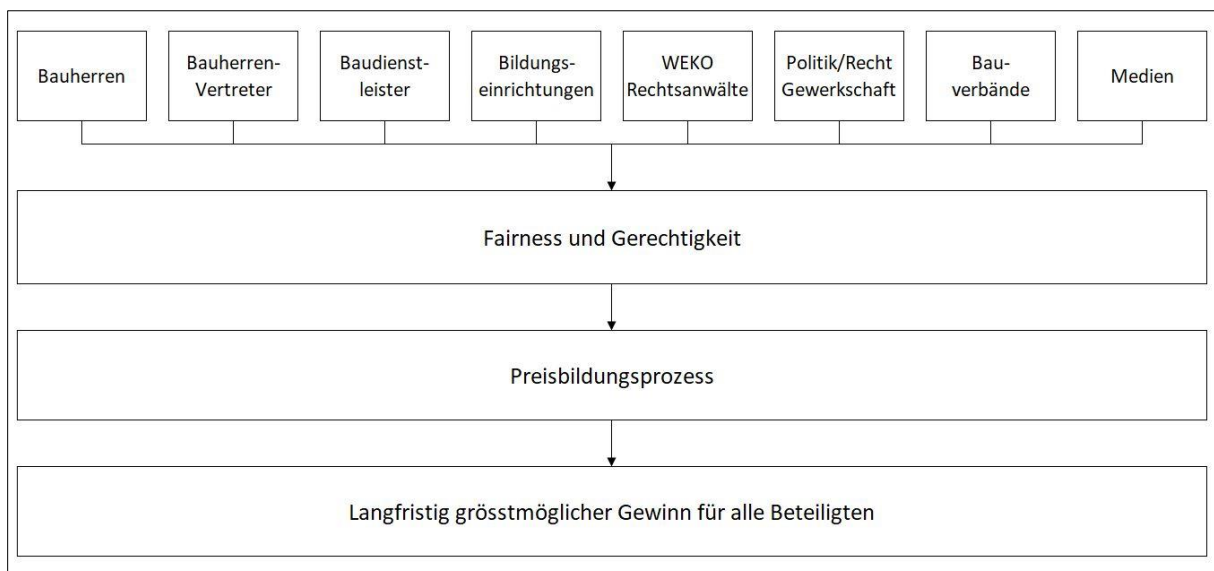 Bauherren
Bauherren-
Vertreter
Baudienst-
leister
Bildungs-
einrichtungen
WEKO
Rechtsanwälte
Politik/Recht
Gewerkschaft
Bau-
verbände
Medien
Fairness und Gerechtigkeit
Preisbildungsprozess
Langfristig grösstmöglicher Gewinn für alle Beteiligten